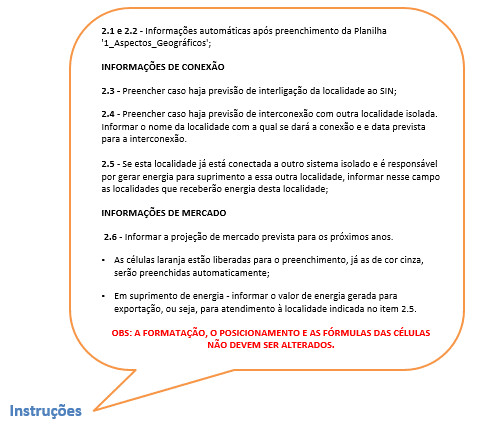 2.1 e 2.2 - Informações automáticas após preenchimento da Planilha
'1_Aspectos_Geográficos';
INFORMAÇÕES DE CONEXÃO
2.3 - Preencher caso haja previsão de interligação da localidade ao SIN;
2.4 - Preencher caso haja previsão de interconexão com outra localidade isolada.
Informar o nome da localidade com a qual se dará a conexão e e data prevista
para a interconexão.
2.5 - Se esta localidade já está conectada a outro sistema isolado e é responsável
por gerar energia para suprimento a essa outra localidade, informar nesse campo
as localidades que receberão energia desta localidade;
INFORMAÇÕES DE MERCADO
2.6 - Informar a projeção de mercado prevista para os próximos anos.
• As células laranja estão liberadas para o preenchimento, já as de cor cinza,
serão preenchidas automaticamente;
• Em suprimento de energia - informar o valor de energia gerada para
exportação, ou seja, para atendimento à localidade indicada no item 2.5.
OBS: A FORMATAÇÃO, O POSICIONAMENTO E AS FÓRMULAS DAS CÉLULAS
NÃO DEVEM SER ALTERADOS.
Instruções